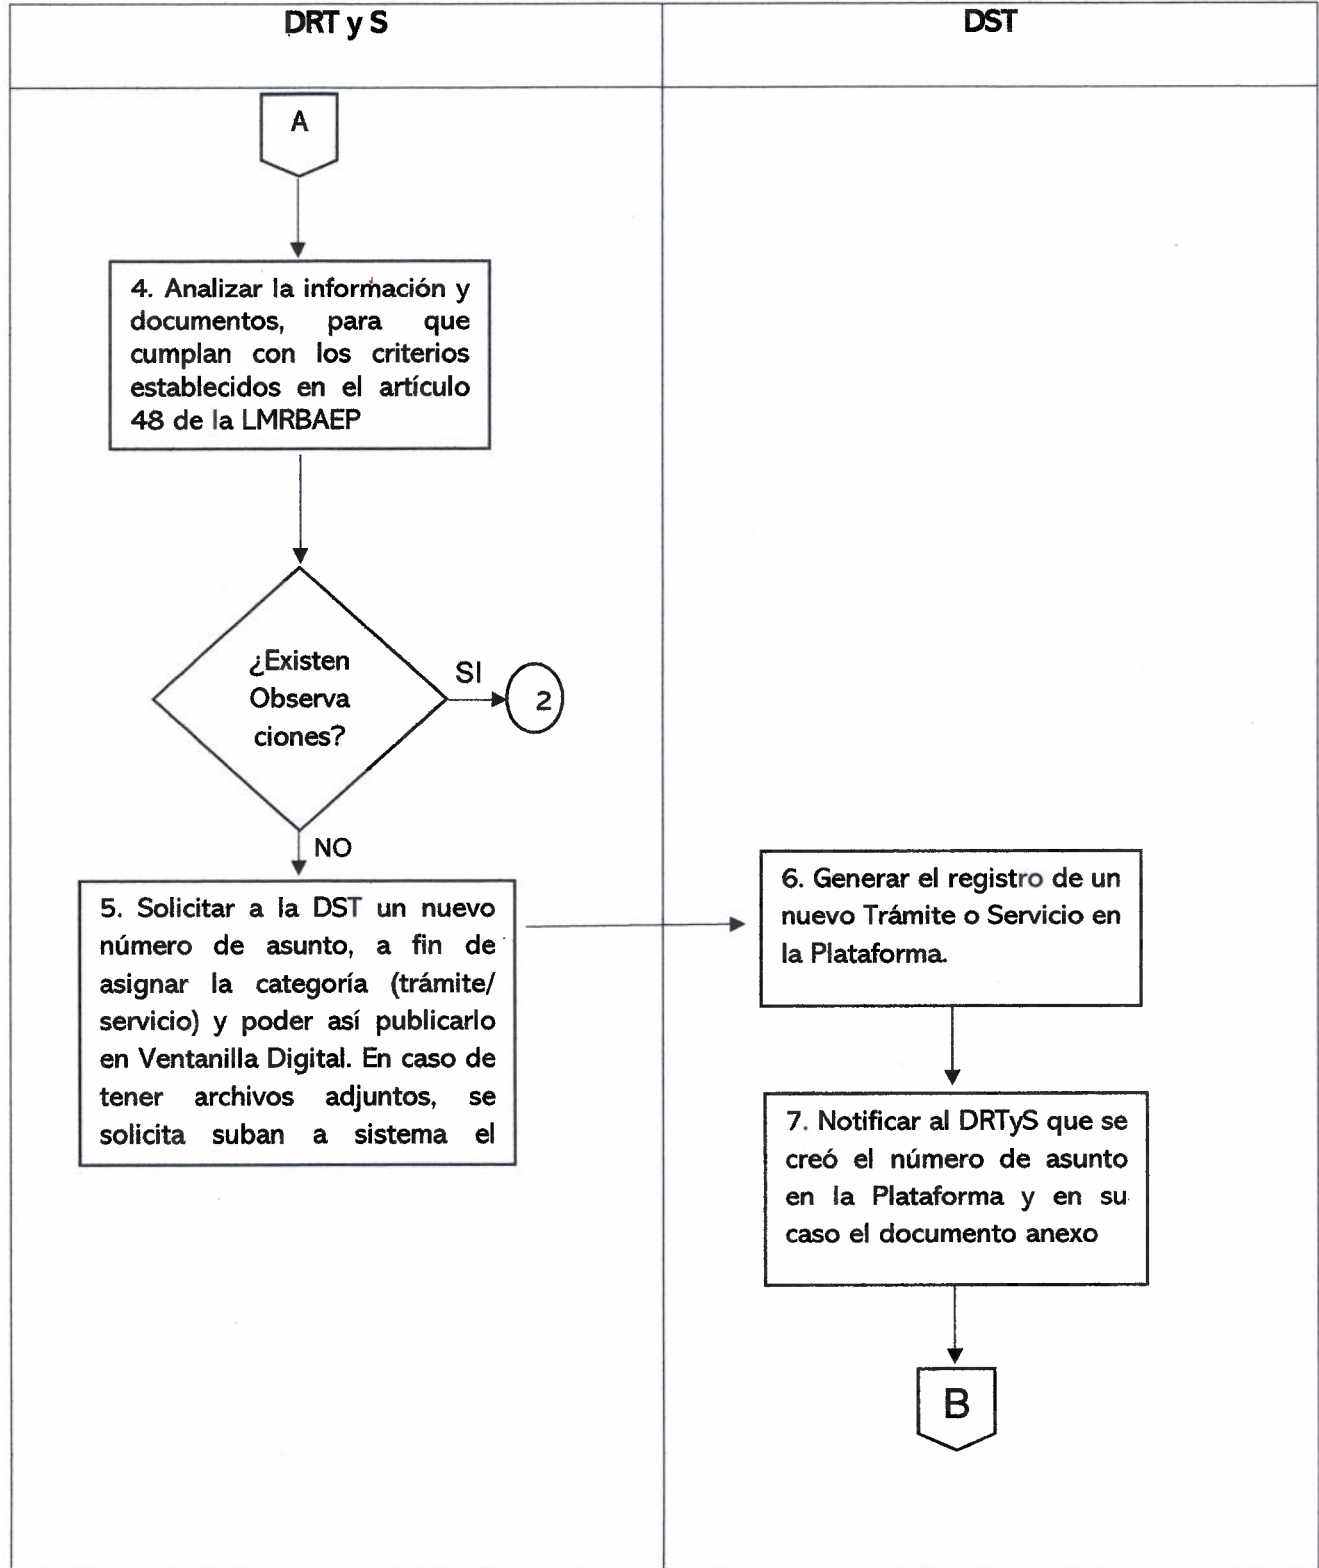 DRT y S
DST
A
4. Analizar la información y
documentos, para que
cumplan con los criterios
establecidos en el artículo
48 de la LMRBAEP
¿Existen
Observa
ciones?
SI
2
NO
5. Solicitar a la DST un nuevo
número de asunto, a fin de
asignar la categoría (trámite/
servicio) y poder así publicarlo
en Ventanilla Digital. En caso de
tener archivos adjuntos, se
solicita suban a sistema el
6. Generar el registro de un
nuevo Trámite o Servicio en
la Plataforma.
7. Notificar al DRTyS que se
creó el número de asunto
en la Plataforma y en su
caso el documento anexo
B